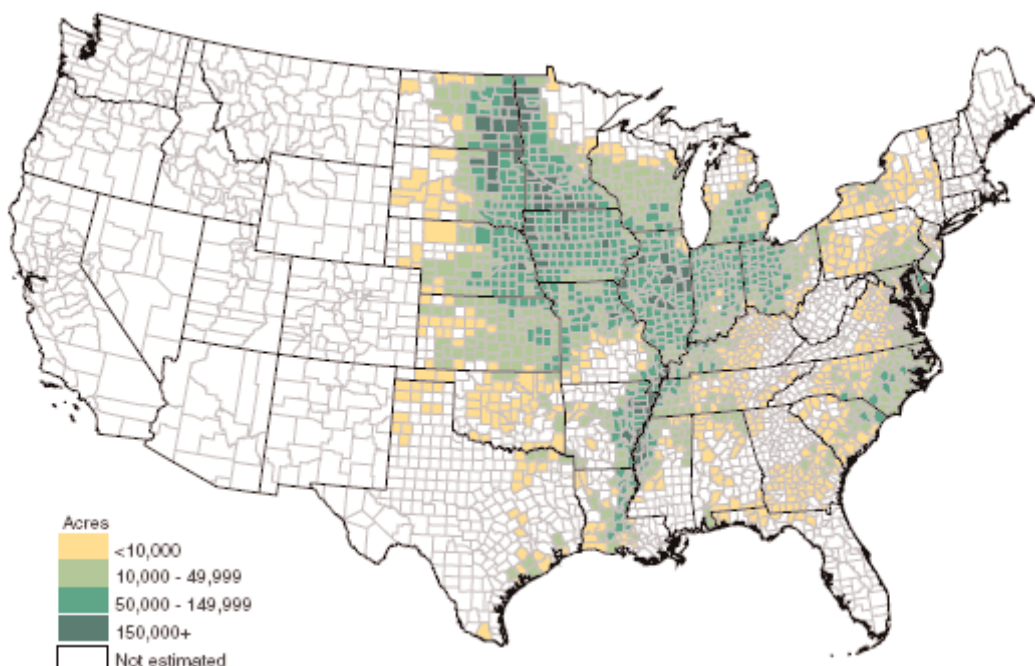 Acres
<10,000
10,000 - 49,999
50,000 - 149,999
150,000+
Not estimated